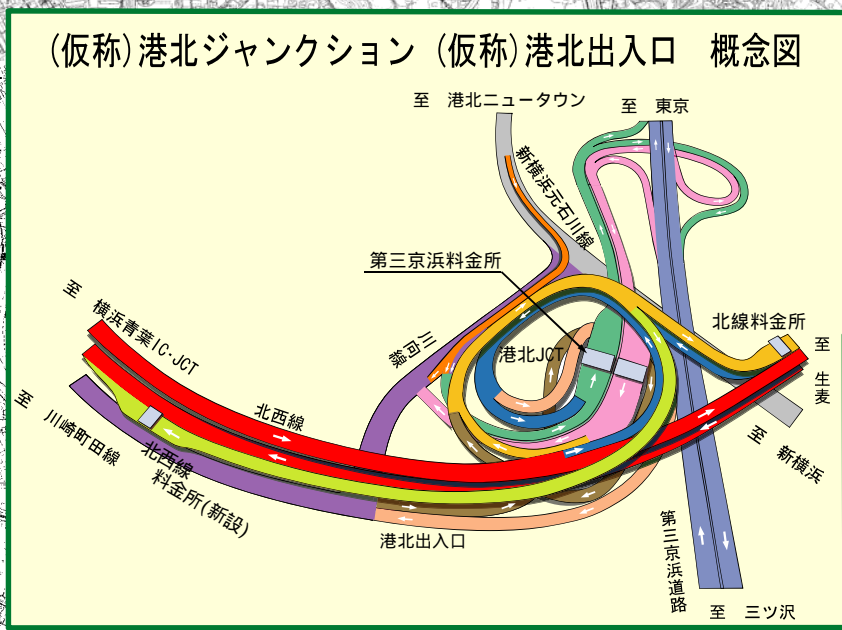 (仮称)港北ジャンクション (仮称)港北出入口 概念図
至 港北ニュータウン
至 東京
新横浜元石川線
第三京浜料金所
至 横浜青葉IC・JCT
川向線
港北JCT
北線料金所
至 生麦
至 川崎町田線
北西線
北西線
料金所(新設)
至 新横浜
港北出入口
第三京浜道路
至 三ツ沢